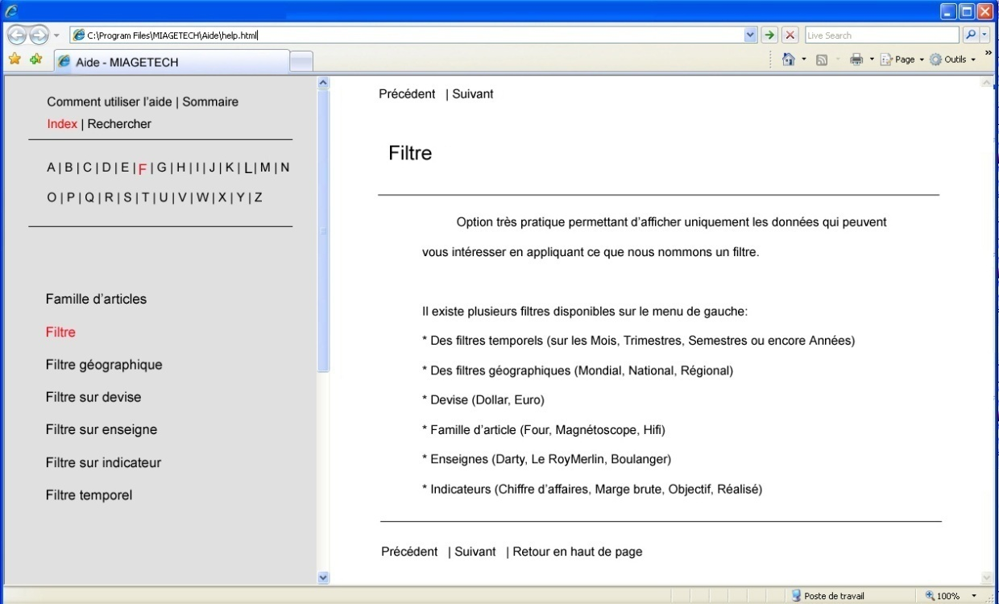 C:\Program Files\MIAGETECH\Aide\help.html
Live Search
Aide - MIAGETECH
Page
Outils
»
Comment utiliser l’aide | Sommaire
Index | Rechercher
A | B | C | D | E | F | G | H | I | J | K | L | M | N
O | P | Q | R | S | T | U | V | W | X | Y | Z
Famille d’articles
Filtre
Filtre géographique
Filtre sur devise
Filtre sur enseigne
Filtre sur indicateur
Filtre temporel
Précédent | Suivant
Filtre
Option très pratique permettant d’afficher uniquement les données qui peuvent
vous intéresser en appliquant ce que nous nommons un filtre.
Il existe plusieurs filtres disponibles sur le menu de gauche:
* Des filtres temporels (sur les Mois, Trimestres, Semestres ou encore Années)
* Des filtres géographiques (Mondial, National, Régional)
* Devise (Dollar, Euro)
* Famille d’article (Four, Magnétoscope, Hifi)
* Enseignes (Darty, Le RoyMerlin, Boulanger)
* Indicateurs (Chiffre d’affaires, Marge brute, Objectif, Réalisé)
Précédent | Suivant | Retour en haut de page
Poste de travail
100%